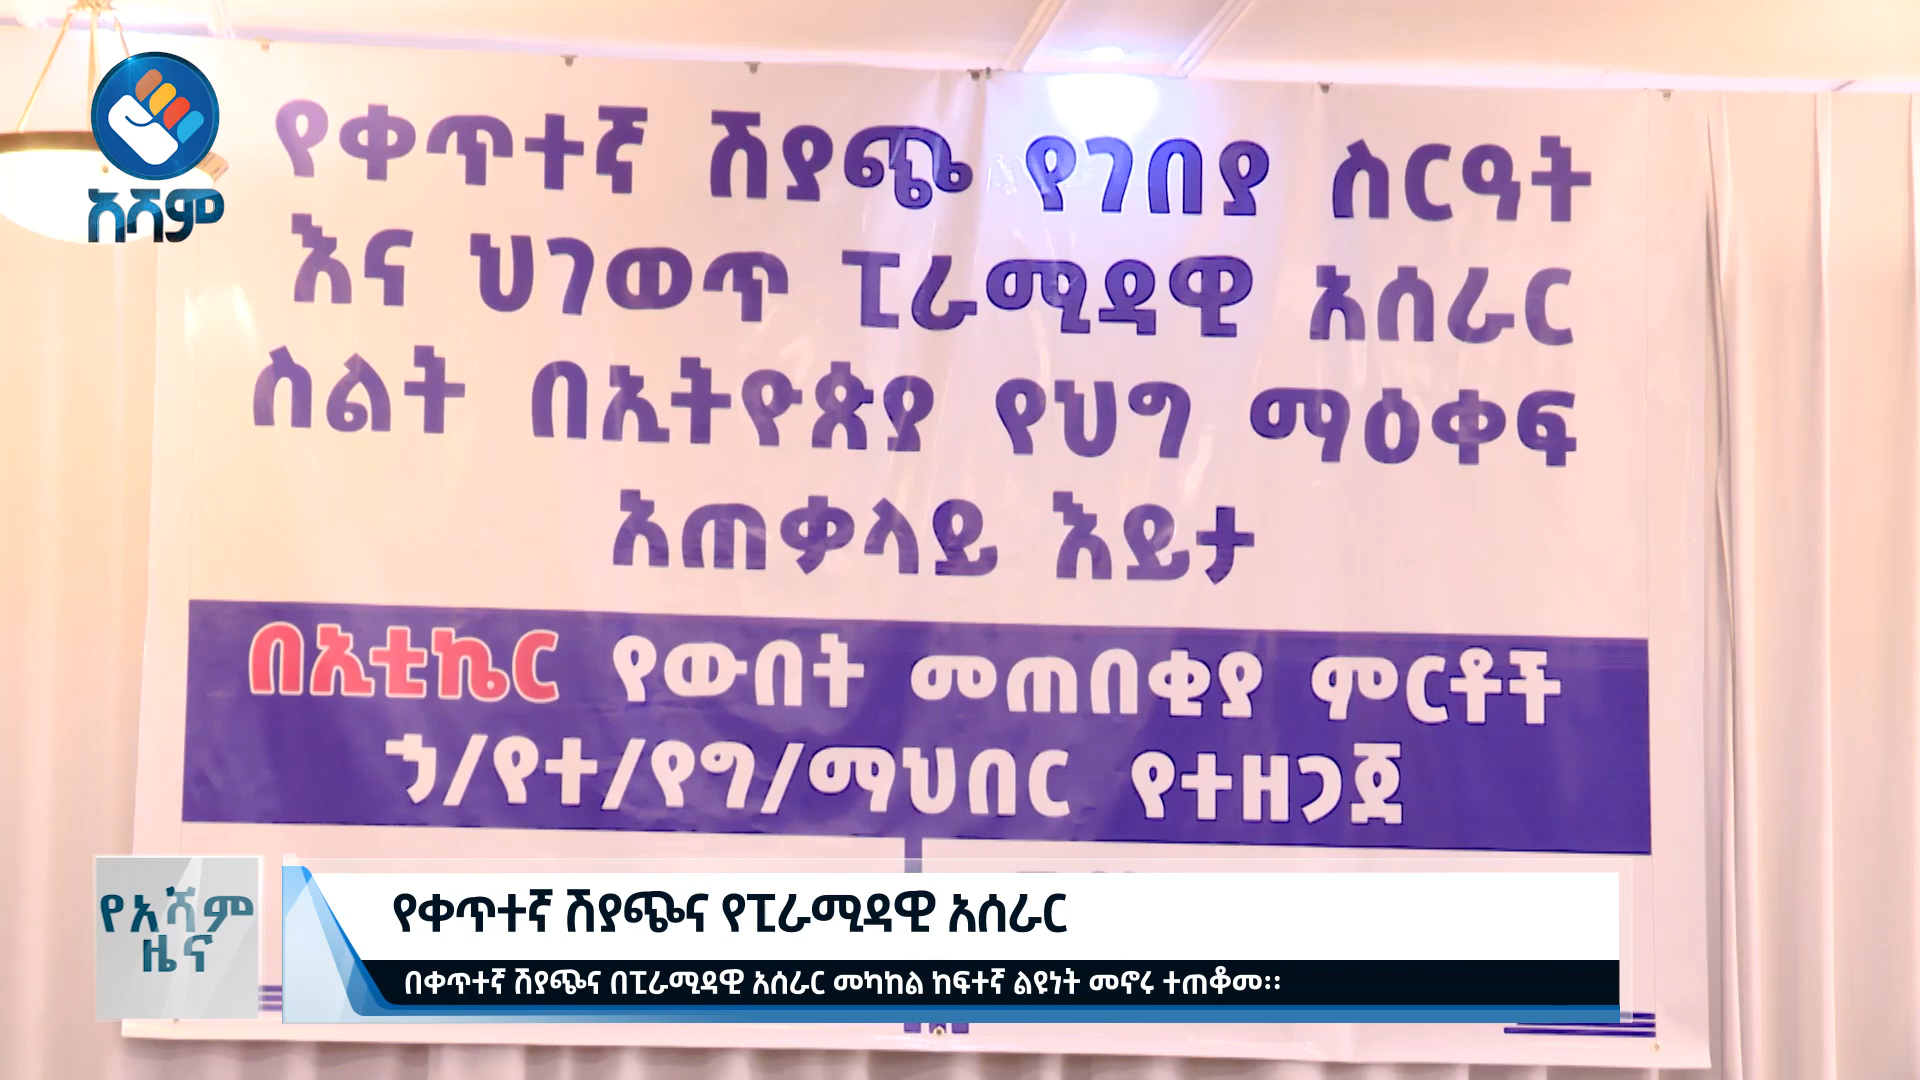 አሻም
የቀጥተኛ ሽያጭ የገበያ ስርዓት
እና ህገወጥ ፒራሚዳዊ አሰራር
ስልት በኢትዮጵያ የህግ ማዕቀፍ
አጠቃላይ እይታ
በኢቲኬር የውበት መጠበቂያ ምርቶች
ኃ/የተ/የግ/ማህበር የተዘጋጀ
የአሻም
ዜና
የቀጥተኛ ሽያጭና የፒራሚዳዊ አሰራር
በቀጥተኛ ሽያጭና በፒራሚዳዊ አሰራር መካከል ከፍተኛ ልዩነት መኖሩ ተጠቆመ።